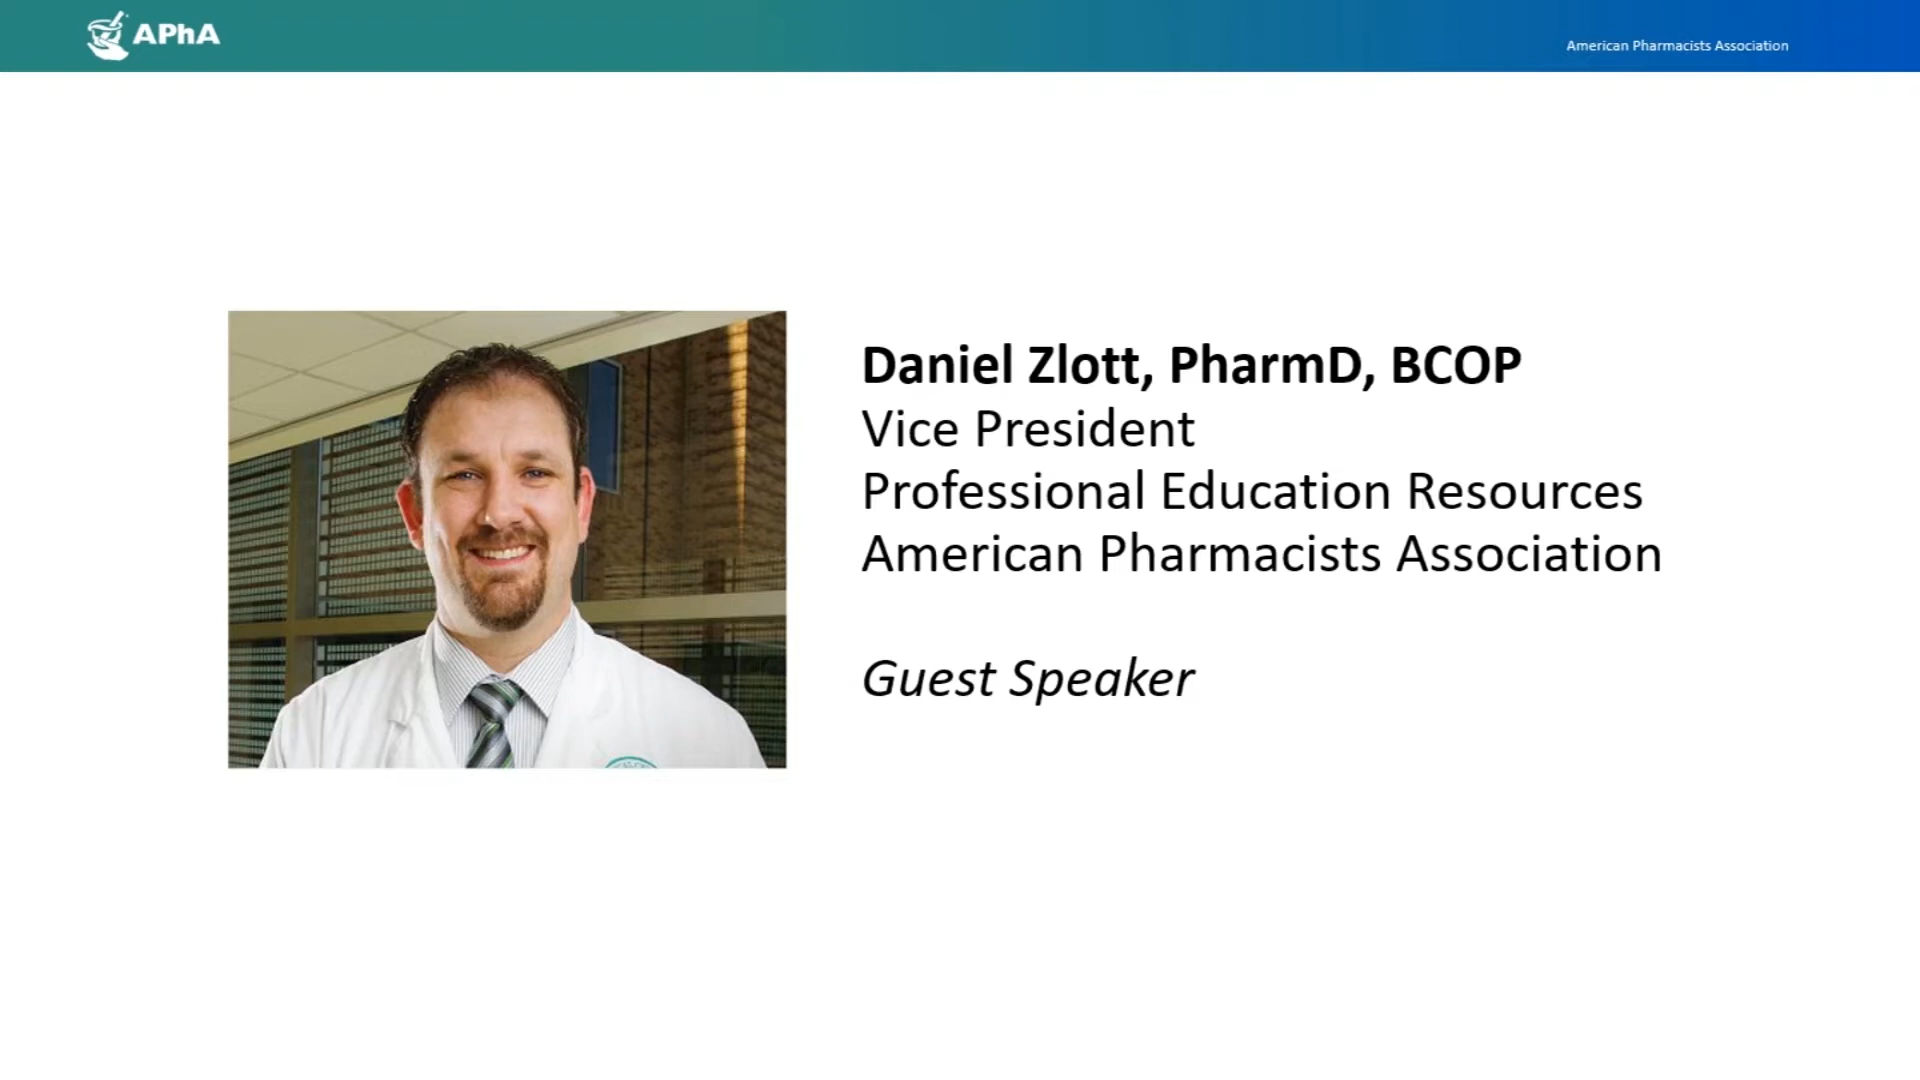 APhA
American Pharmacists Association
Daniel Zlott, PharmD, BCOP
Vice President
Professional Education Resources
American Pharmacists Association
Guest Speaker